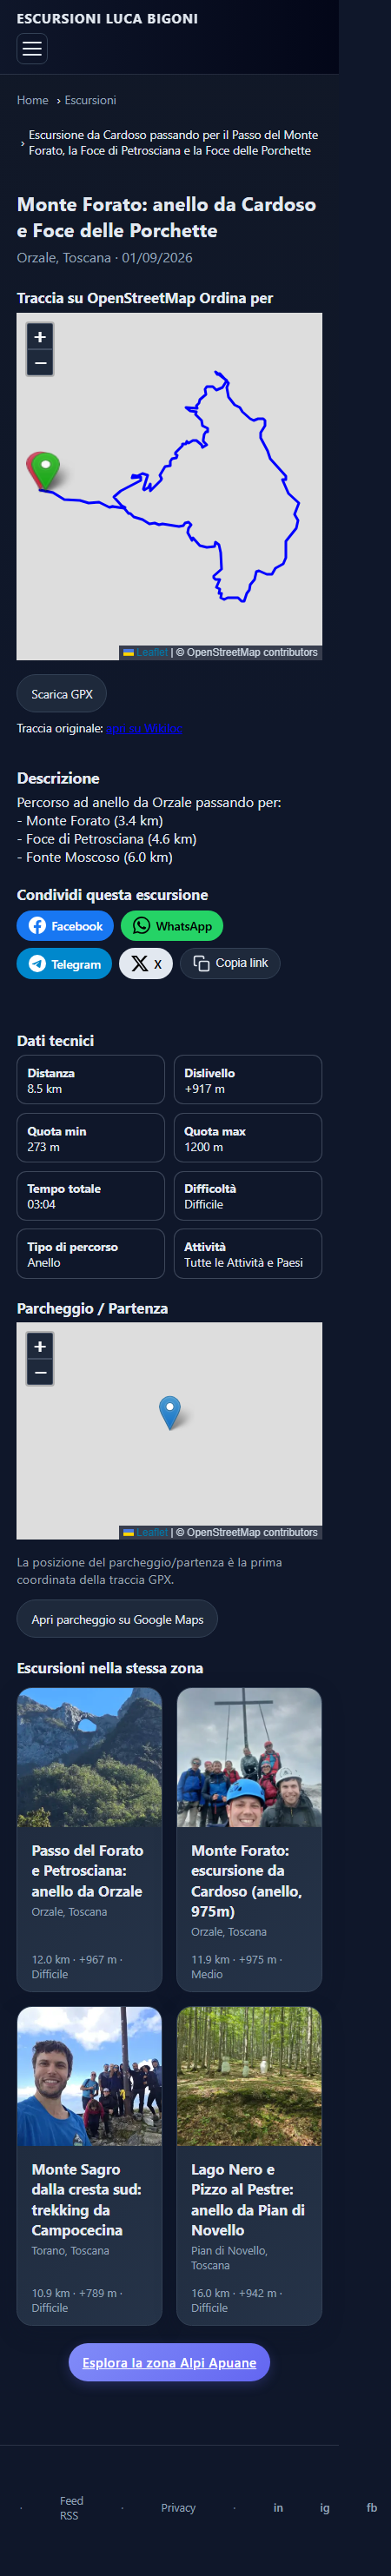 ESCURSIONI LUCA BIGONI
Home › Escursioni
› Escursione da Cardoso passando per il Passo del Monte
Forato, la Foce di Petrosciana e la Foce delle Porchette
Monte Forato: anello da Cardoso
e Foce delle Porchette
Orzale, Toscana · 01/09/2026
Traccia su OpenStreetMap Ordina per
+
−
Leaflet | © OpenStreetMap contributors
Scarica GPX
Traccia originale: apri su Wikiloc
Descrizione
Percorso ad anello da Orzale passando per:
- Monte Forato (3.4 km)
- Foce di Petrosciana (4.6 km)
- Fonte Moscoso (6.0 km)
Condividi questa escursione
Facebook WhatsApp
Telegram X Copia link
Dati tecnici
Distanza
8.5 km
Dislivello
+917 m
Quota min
273 m
Quota max
1200 m
Tempo totale
03:04
Difficoltà
Difficile
Tipo di percorso
Anello
Attività
Tutte le Attività e Paesi
Parcheggio / Partenza
+
−
Leaflet | © OpenStreetMap contributors
La posizione del parcheggio/partenza è la prima
coordinata della traccia GPX.
Apri parcheggio su Google Maps
Escursioni nella stessa zona
Passo del Forato
e Petrosciana:
anello da Orzale
Orzale, Toscana
12.0 km · +967 m ·
Difficile
Monte Forato:
escursione da
Cardoso (anello,
975m)
Orzale, Toscana
11.9 km · +975 m ·
Medio
Monte Sagro
dalla cresta sud:
trekking da
Campocecina
Torano, Toscana
10.9 km · +789 m ·
Difficile
Lago Nero e
Pizzo al Pestre:
anello da Pian di
Novello
Pian di Novello,
Toscana
16.0 km · +942 m ·
Difficile
Esplora la zona Alpi Apuane
· Feed
RSS
· Privacy · in ig fb